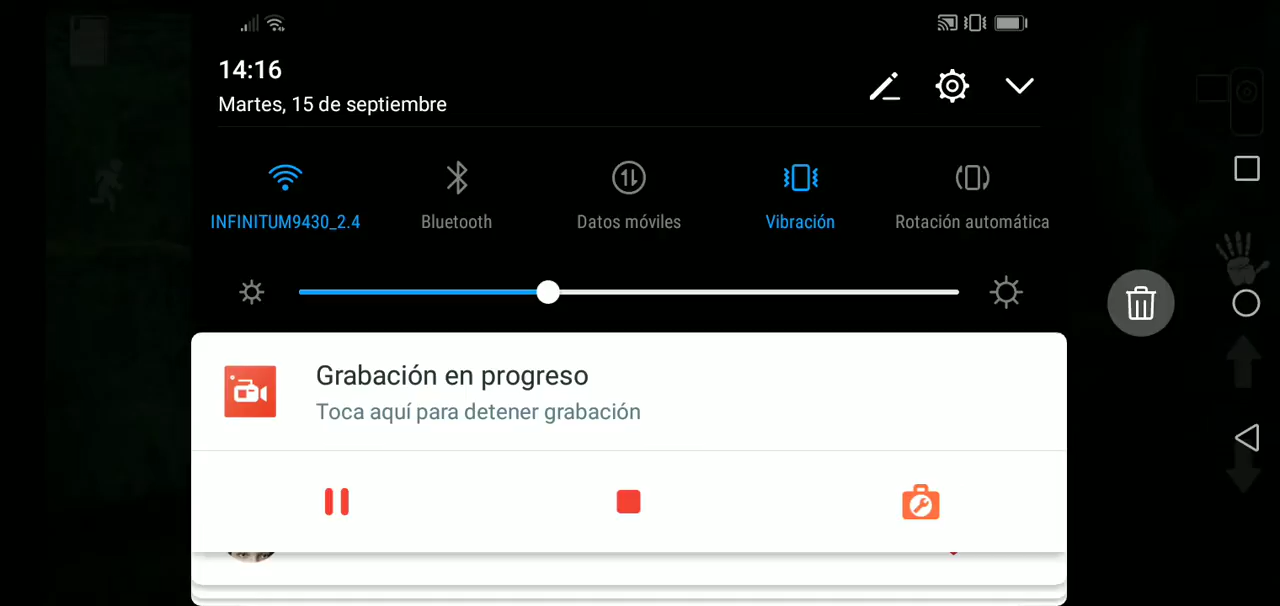 14:16
Martes, 15 de septiembre
INFINITUM9430_2.4
Bluetooth
Datos móviles
Vibración
Rotación automática
Grabación en progreso
Toca aquí para detener grabación